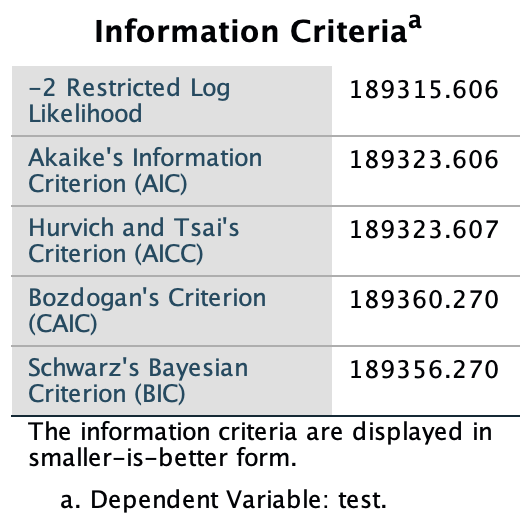 Information Criteriaa
-2 Restricted Log
Likelihood
189315.606
Akaike's Information
Criterion (AIC)
189323.606
Hurvich and Tsai's
Criterion (AICC)
189323.607
Bozdogan's Criterion
(CAIC)
189360.270
Schwarz's Bayesian
Criterion (BIC)
189356.270
The information criteria are displayed in
smaller-is-better form.
a. Dependent Variable: test.